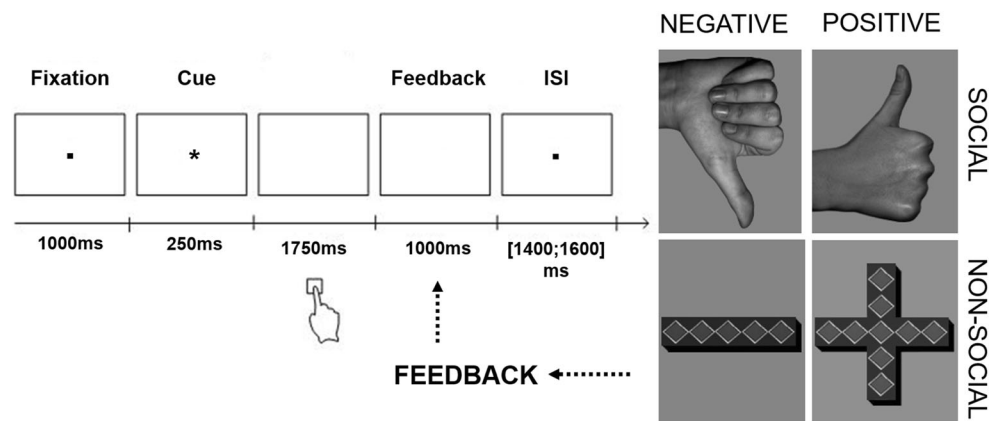 NEGATIVE POSITIVE
Fixation Cue Feedback ISI
*
1000ms 250ms 1750ms 1000ms [1400;1600]
ms
FEEDBACK
SOCIAL
NON-SOCIAL